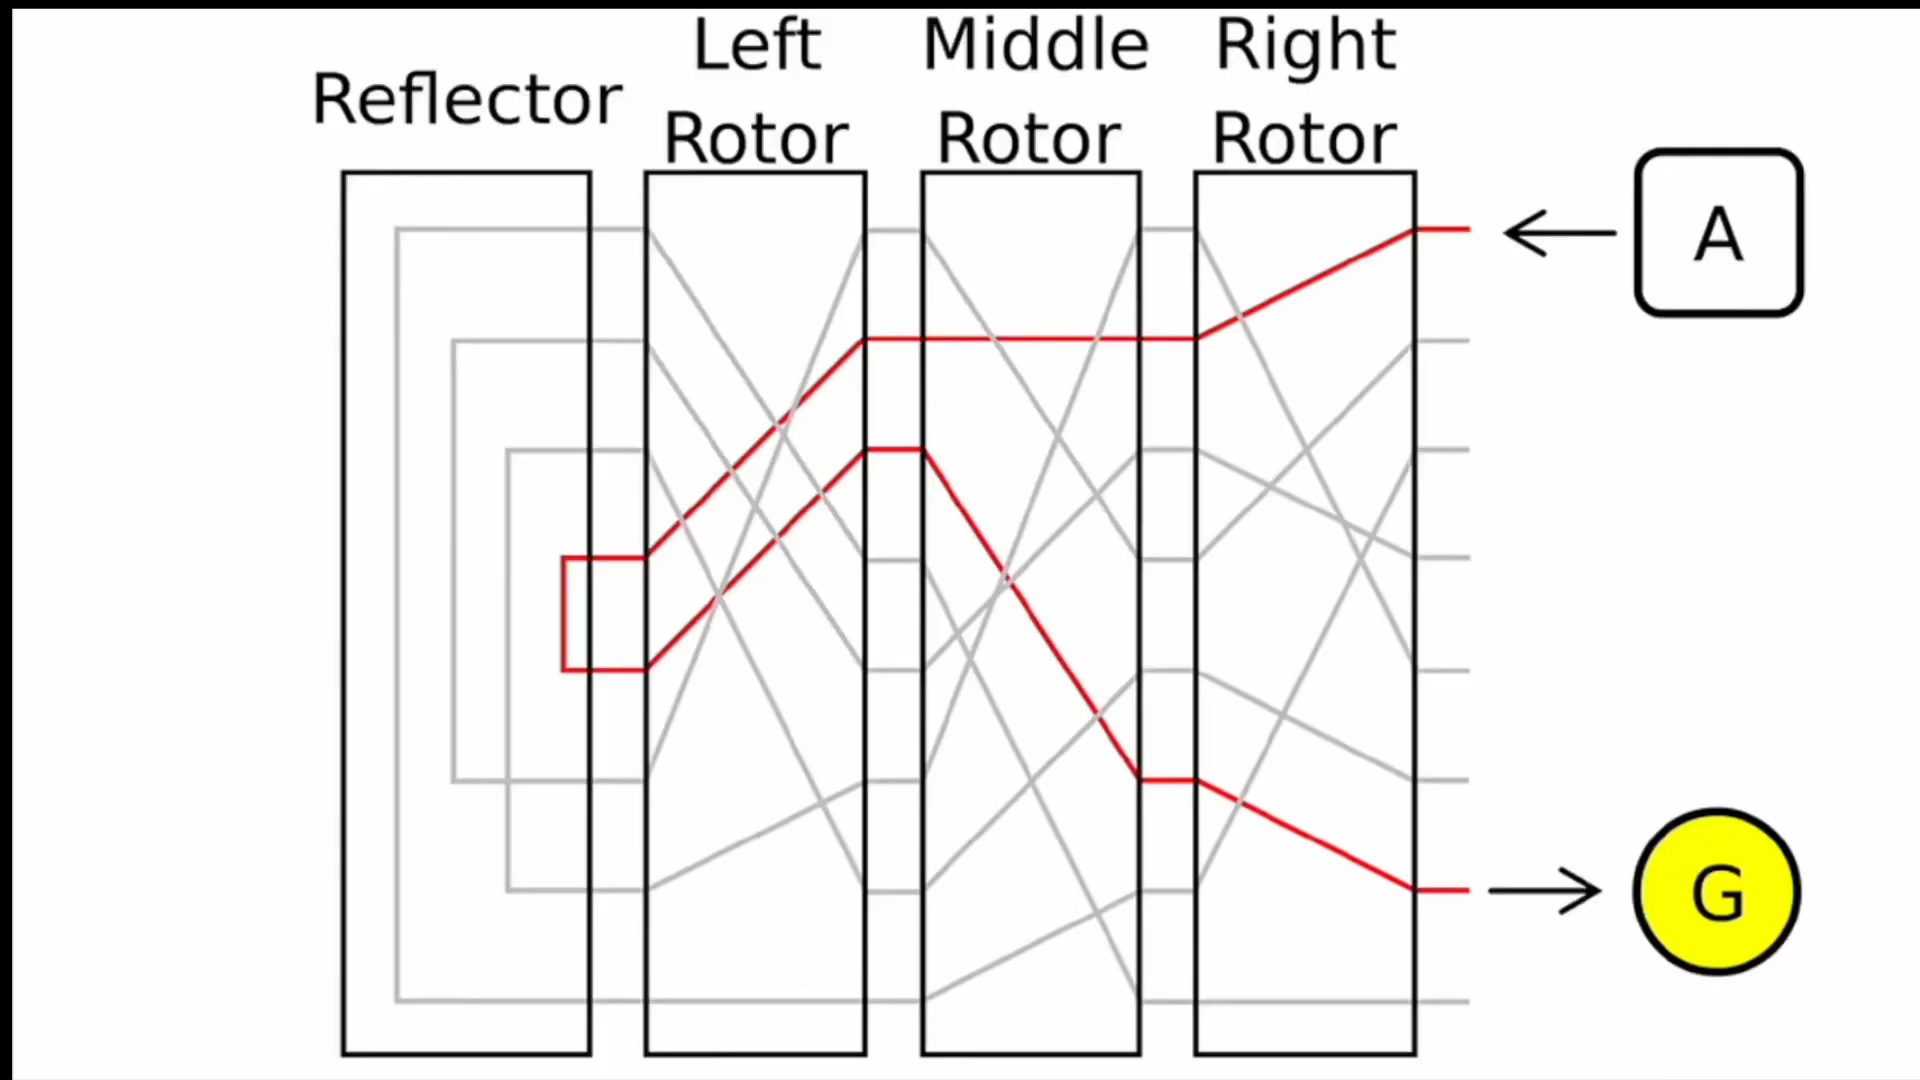 Reflector
Left
Rotor
Middle
Rotor
Right
Rotor
A
G